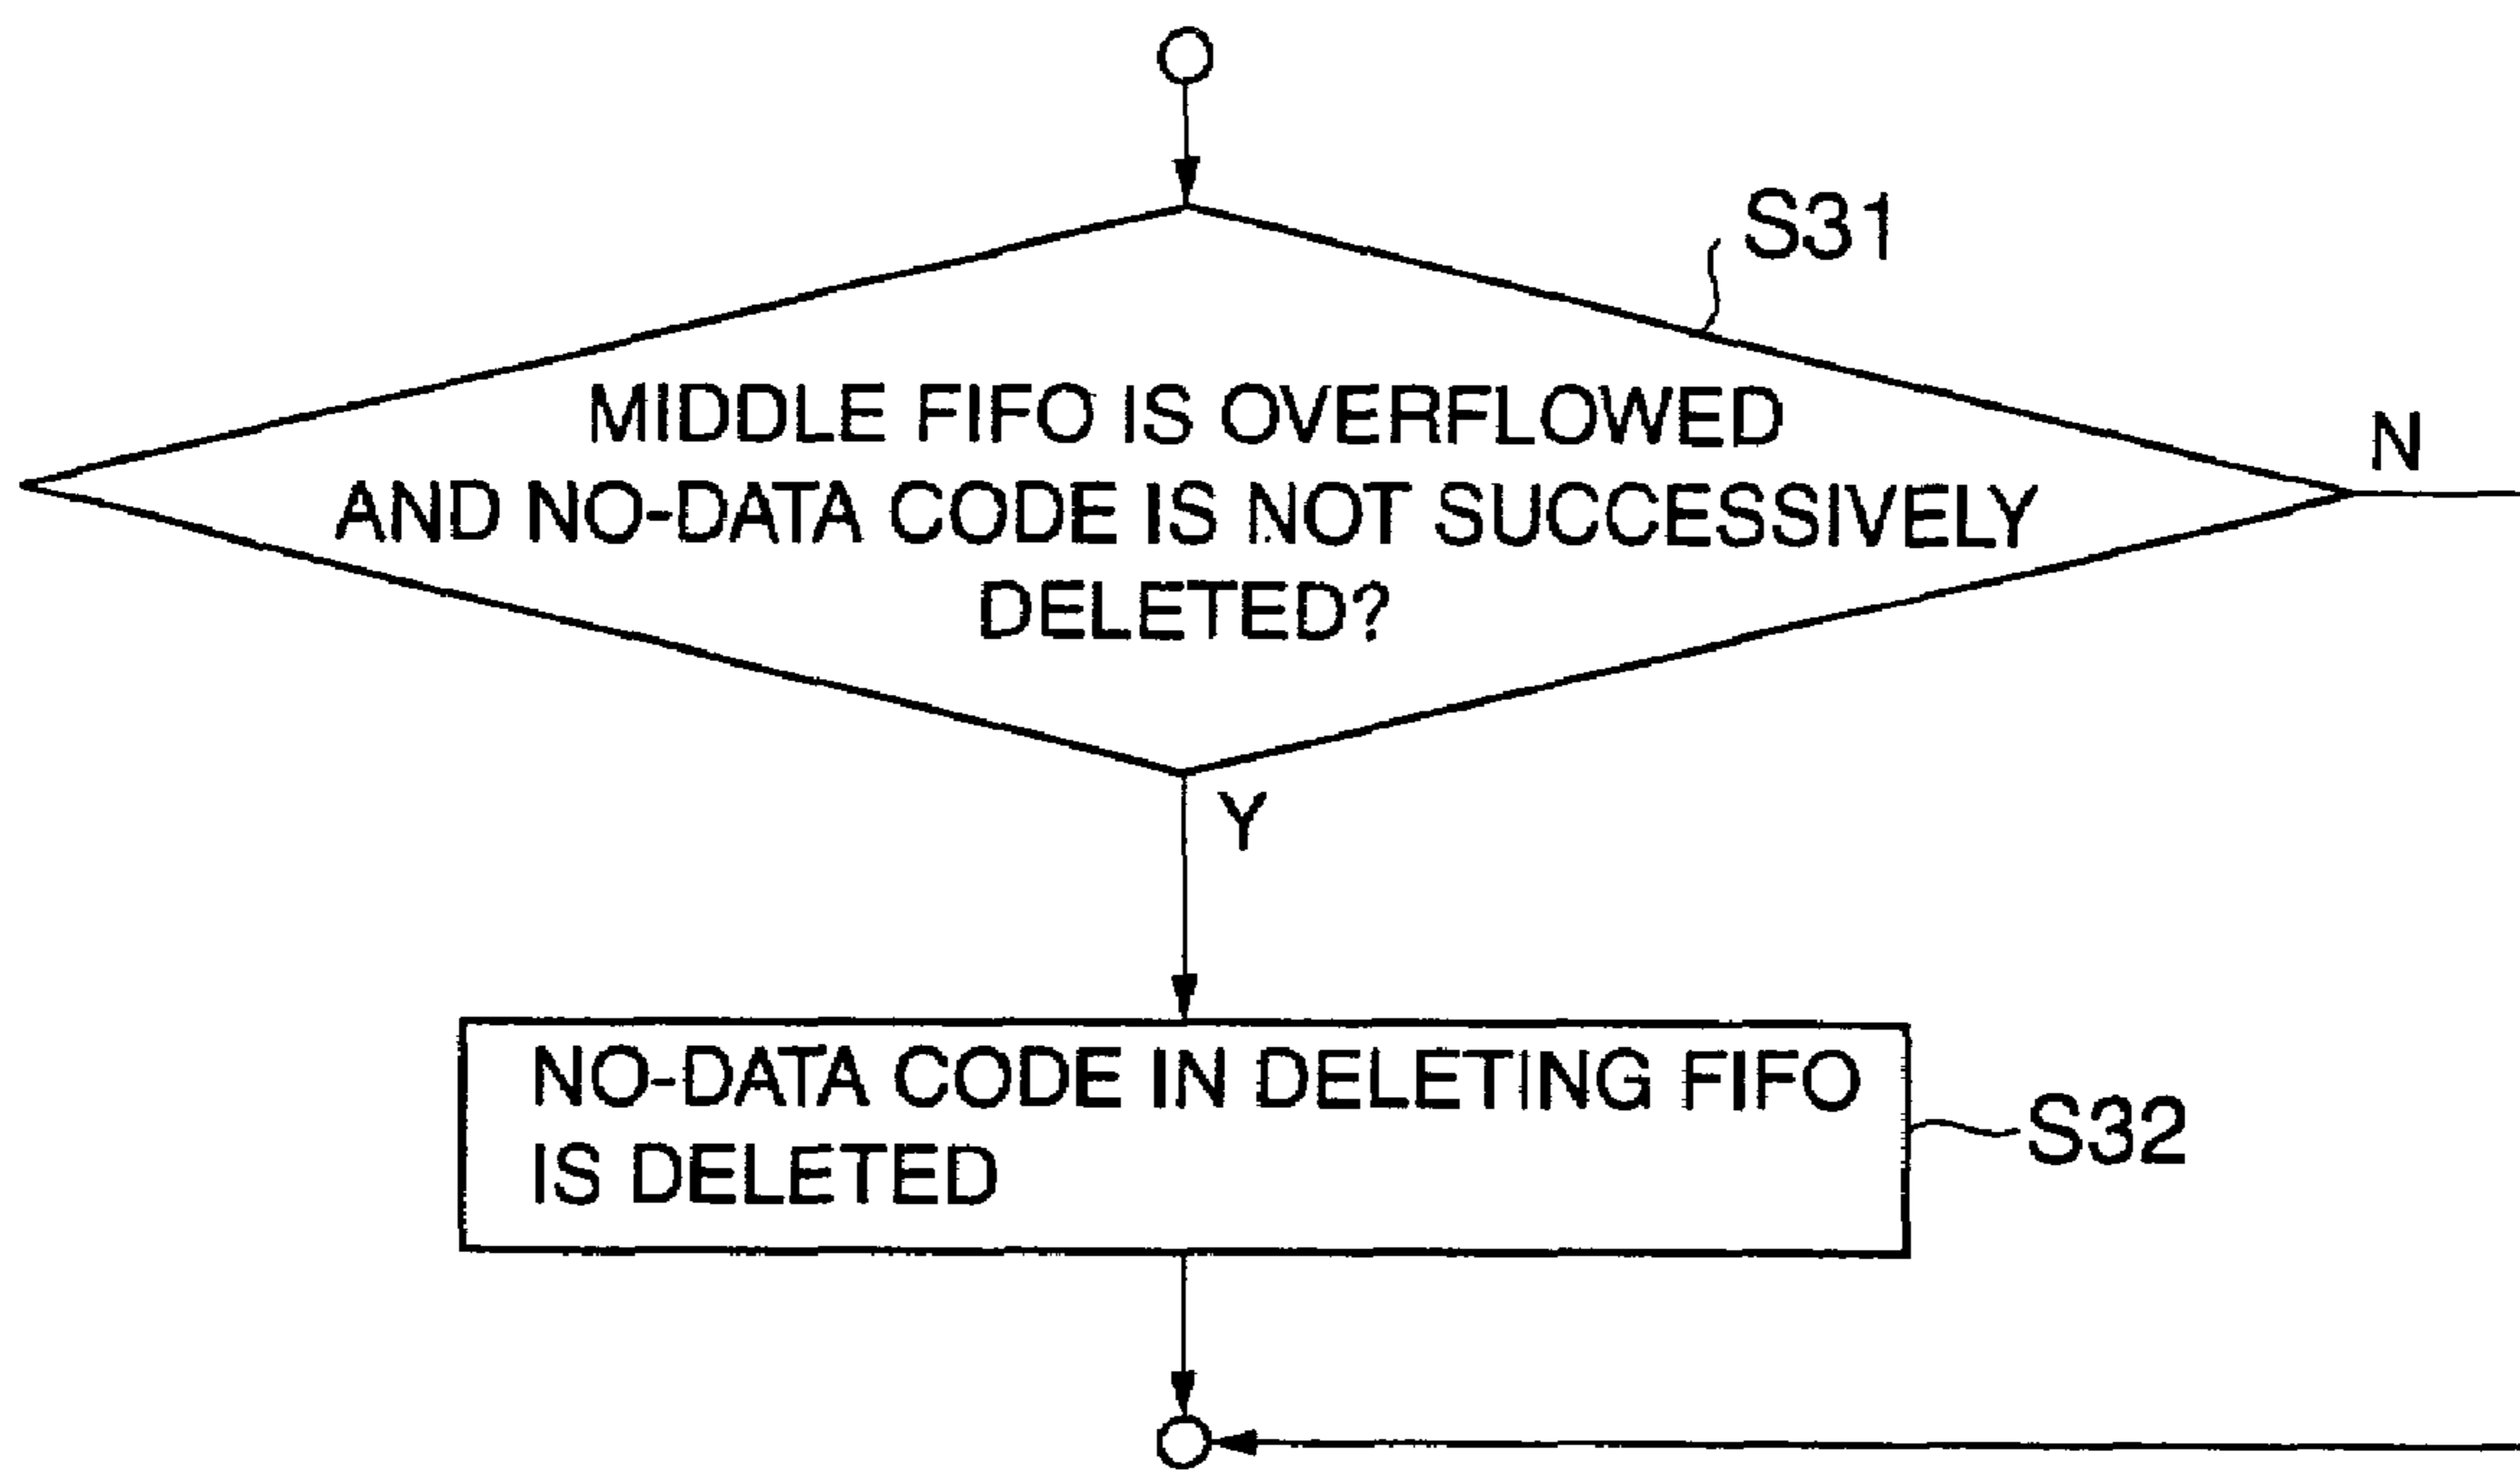 S31
MIDDLE FIFO IS OVERFLOWED
AND NO-DATA CODE IS NOT SUCCESSIVELY
DELETED?
N
Y
NO-DATA CODE IN DELETING FIFO
IS DELETED
S32